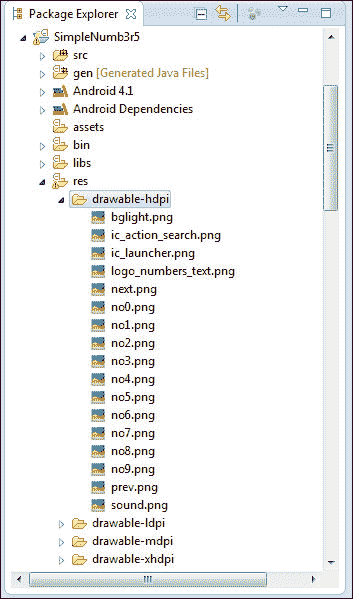 Package Explorer
SimpleNumb3r5
src
gen [Generated Java Files]
Android 4.1
Android Dependencies
assets
bin
libs
res
drawable-hdpi
bglight.png
ic_action_search.png
ic_launcher.png
logo_numbers_text.png
next.png
no0.png
no1.png
no2.png
no3.png
no4.png
no5.png
no6.png
no7.png
no8.png
no9.png
prev.png
sound.png
drawable-ldpi
drawable-mdpi
drawable-xhdpi